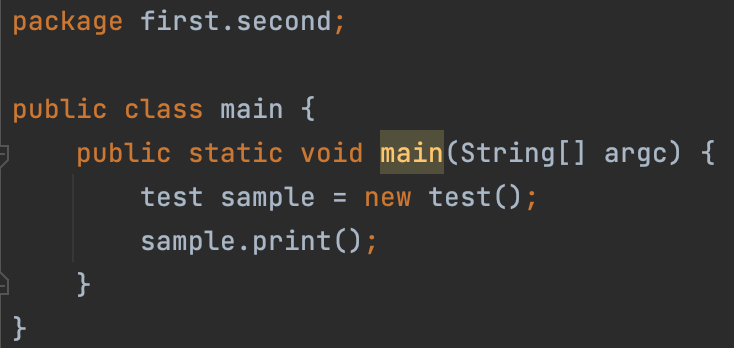 package first.second;
public class main {
public static void main(String[] argc) {
test sample = new test();
sample.print();
}
}